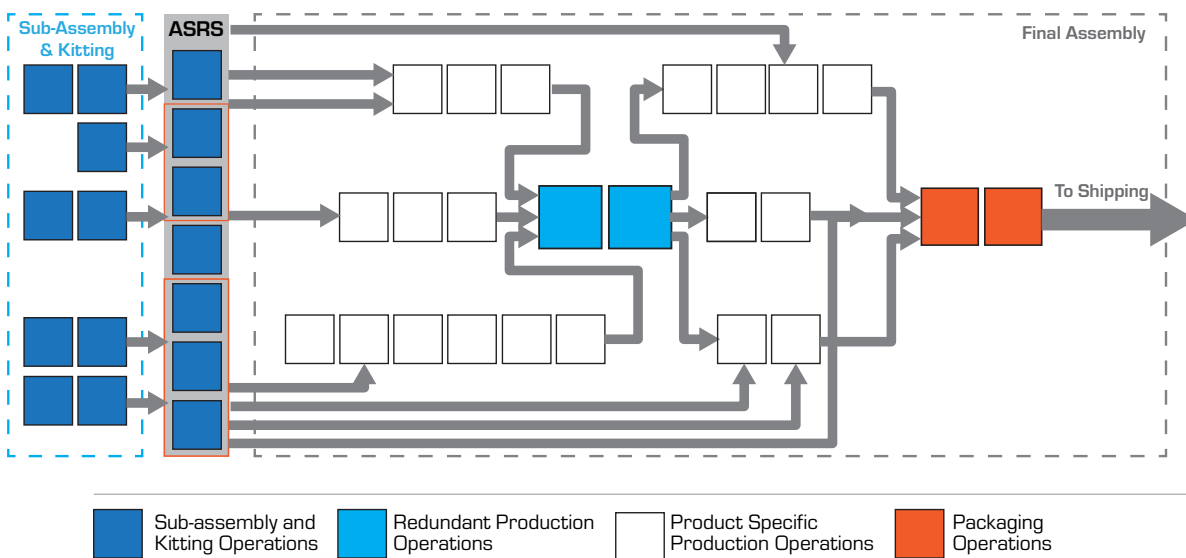 Sub-Assembly
& Kitting
ASRS
Final Assembly
To Shipping
Sub-assembly and
Kitting Operations
Redundant Production
Operations
Product Specific
Production Operations
Packaging
Operations